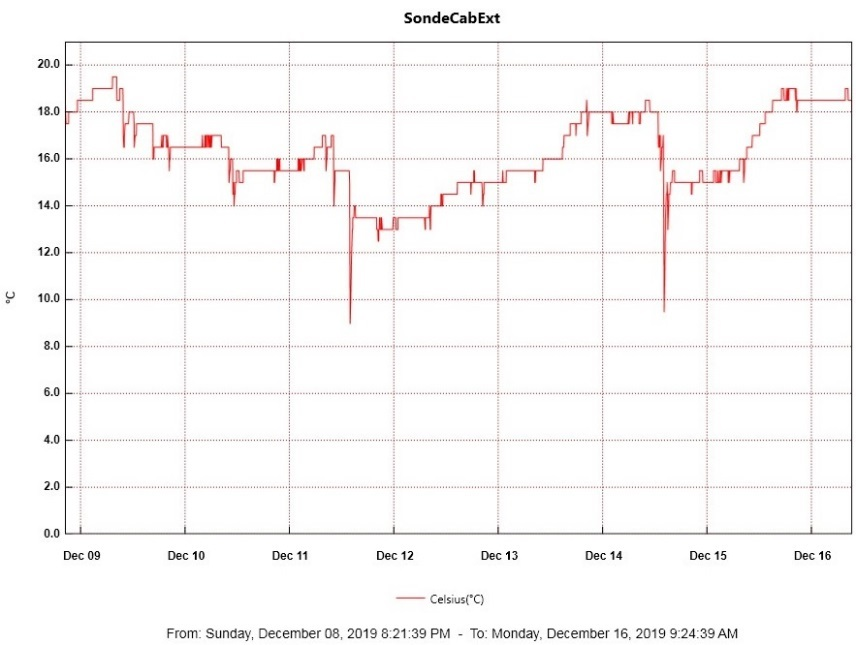 SondeCabExt
20.0
18.0
16.0
14.0
12.0
10.0
8.0
6.0
4.0
2.0
0.0
°C
Dec 09 Dec 10 Dec 11 Dec 12 Dec 13 Dec 14 Dec 15 Dec 16
Celsius(°C)
From: Sunday, December 08, 2019 8:21:39 PM - To: Monday, December 16, 2019 9:24:39 AM